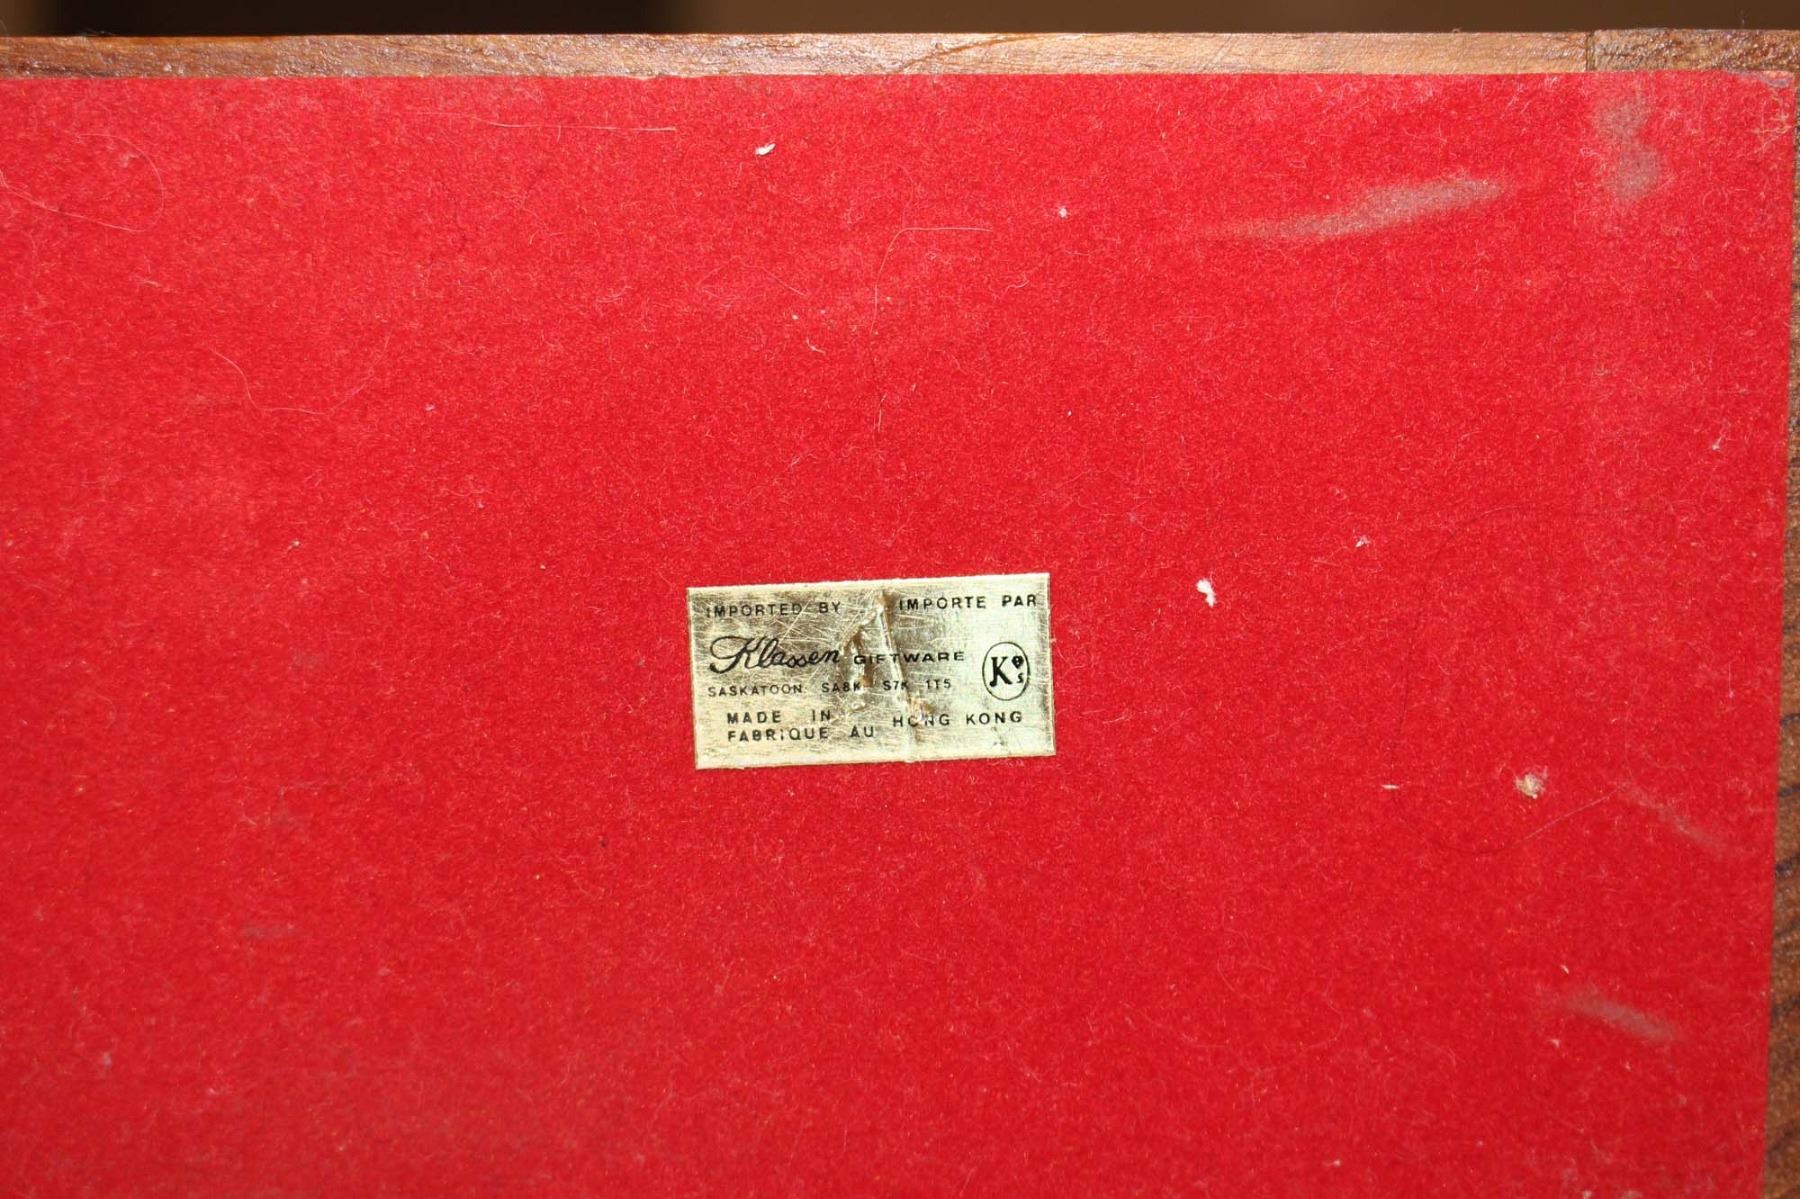 IMPORTED BY IMPORTE PAR
Klassen GIFTWARE K♥s
SASKATOON SASK S7K 1T5
MADE IN HONG KONG
FABRIQUE AU